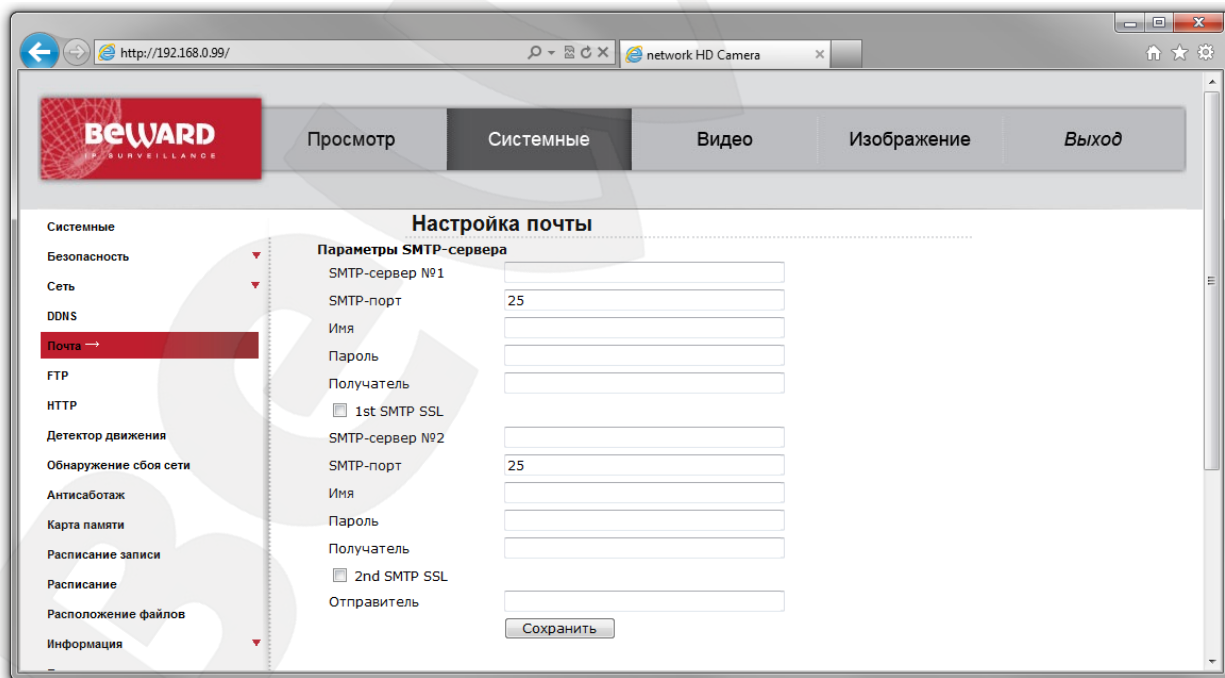 http://192.168.0.99/
network HD Camera
BEWARD
IP SURVEILLANCE
Просмотр
Системные
Видео
Изображение
Выход
Системные
Безопасность
Сеть
DDNS
Почта →
FTP
HTTP
Детектор движения
Обнаружение сбоя сети
Антисаботаж
Карта памяти
Расписание записи
Расписание
Расположение файлов
Информация
Настройка почты
Параметры SMTP-сервера
SMTP-сервер №1
SMTP-порт 25
Имя
Пароль
Получатель
1st SMTP SSL
SMTP-сервер №2
SMTP-порт 25
Имя
Пароль
Получатель
2nd SMTP SSL
Отправитель
Сохранить